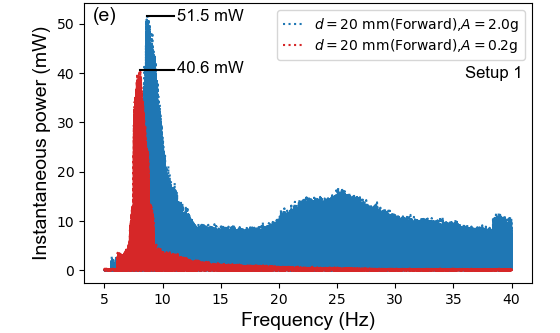 (e)
51.5 mW
40.6 mW
d = 20 mm(Forward),A = 2.0g
d = 20 mm(Forward),A = 0.2g
Setup 1
Instantaneous power (mW)
50
40
30
20
10
0
5 10 15 20 25 30 35 40
Frequency (Hz)